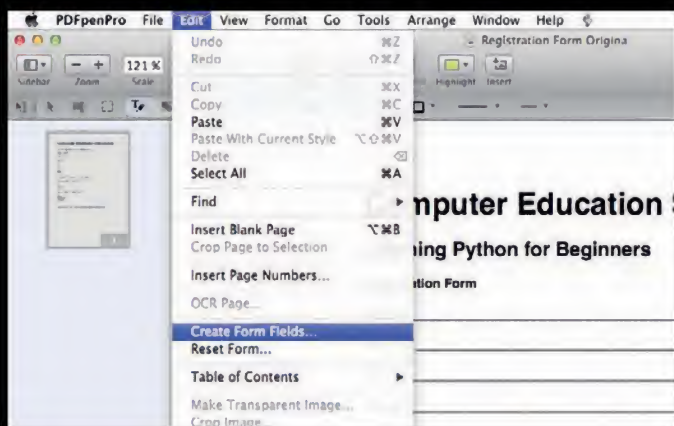 PDFpenPro File Edit View Format Go Tools Arrange Window Help
Registration Form Origina
121 %
Sidebar Zoom Scale Highlight Insert
Undo ⌘Z
Redo ⇧⌘Z
Cut ⌘X
Copy ⌘C
Paste ⌘V
Paste With Current Style ⌥⇧⌘V
Delete ⌫
Select All ⌘A
Find
Insert Blank Page ⌥⌘B
Crop Page to Selection
Insert Page Numbers...
OCR Page...
Create Form Fields...
Reset Form...
Table of Contents
Make Transparent Image...
Crop Image...
mputer Education S
ning Python for Beginners
ation Form